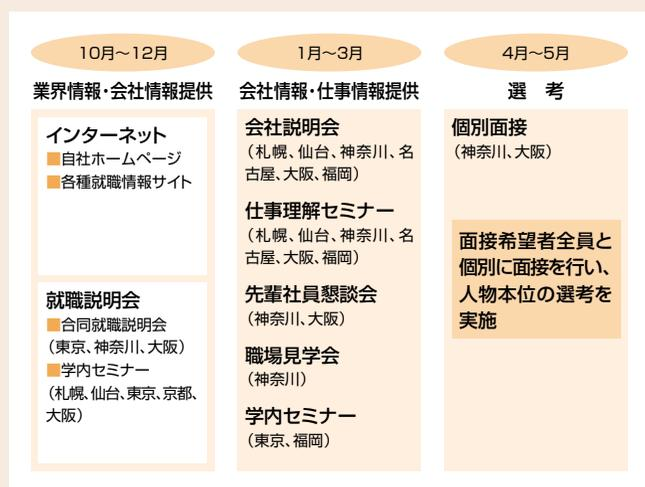 10月～12月
業界情報・会社情報提供
インターネット
■自社ホームページ
■各種就職情報サイト
就職説明会
■合同就職説明会
（東京、神奈川、大阪）
■学内セミナー
（札幌、仙台、東京、京都、
大阪）
1月～3月
会社情報・仕事情報提供
会社説明会
（札幌、仙台、神奈川、名
古屋、大阪、福岡）
仕事理解セミナー
（札幌、仙台、神奈川、名
古屋、大阪、福岡）
先輩社員懇談会
（神奈川、大阪）
職場見学会
（神奈川）
学内セミナー
（東京、福岡）
4月～5月
選　考
個別面接
（神奈川、大阪）
面接希望者全員と
個別に面接を行い、
人物本位の選考を
実施